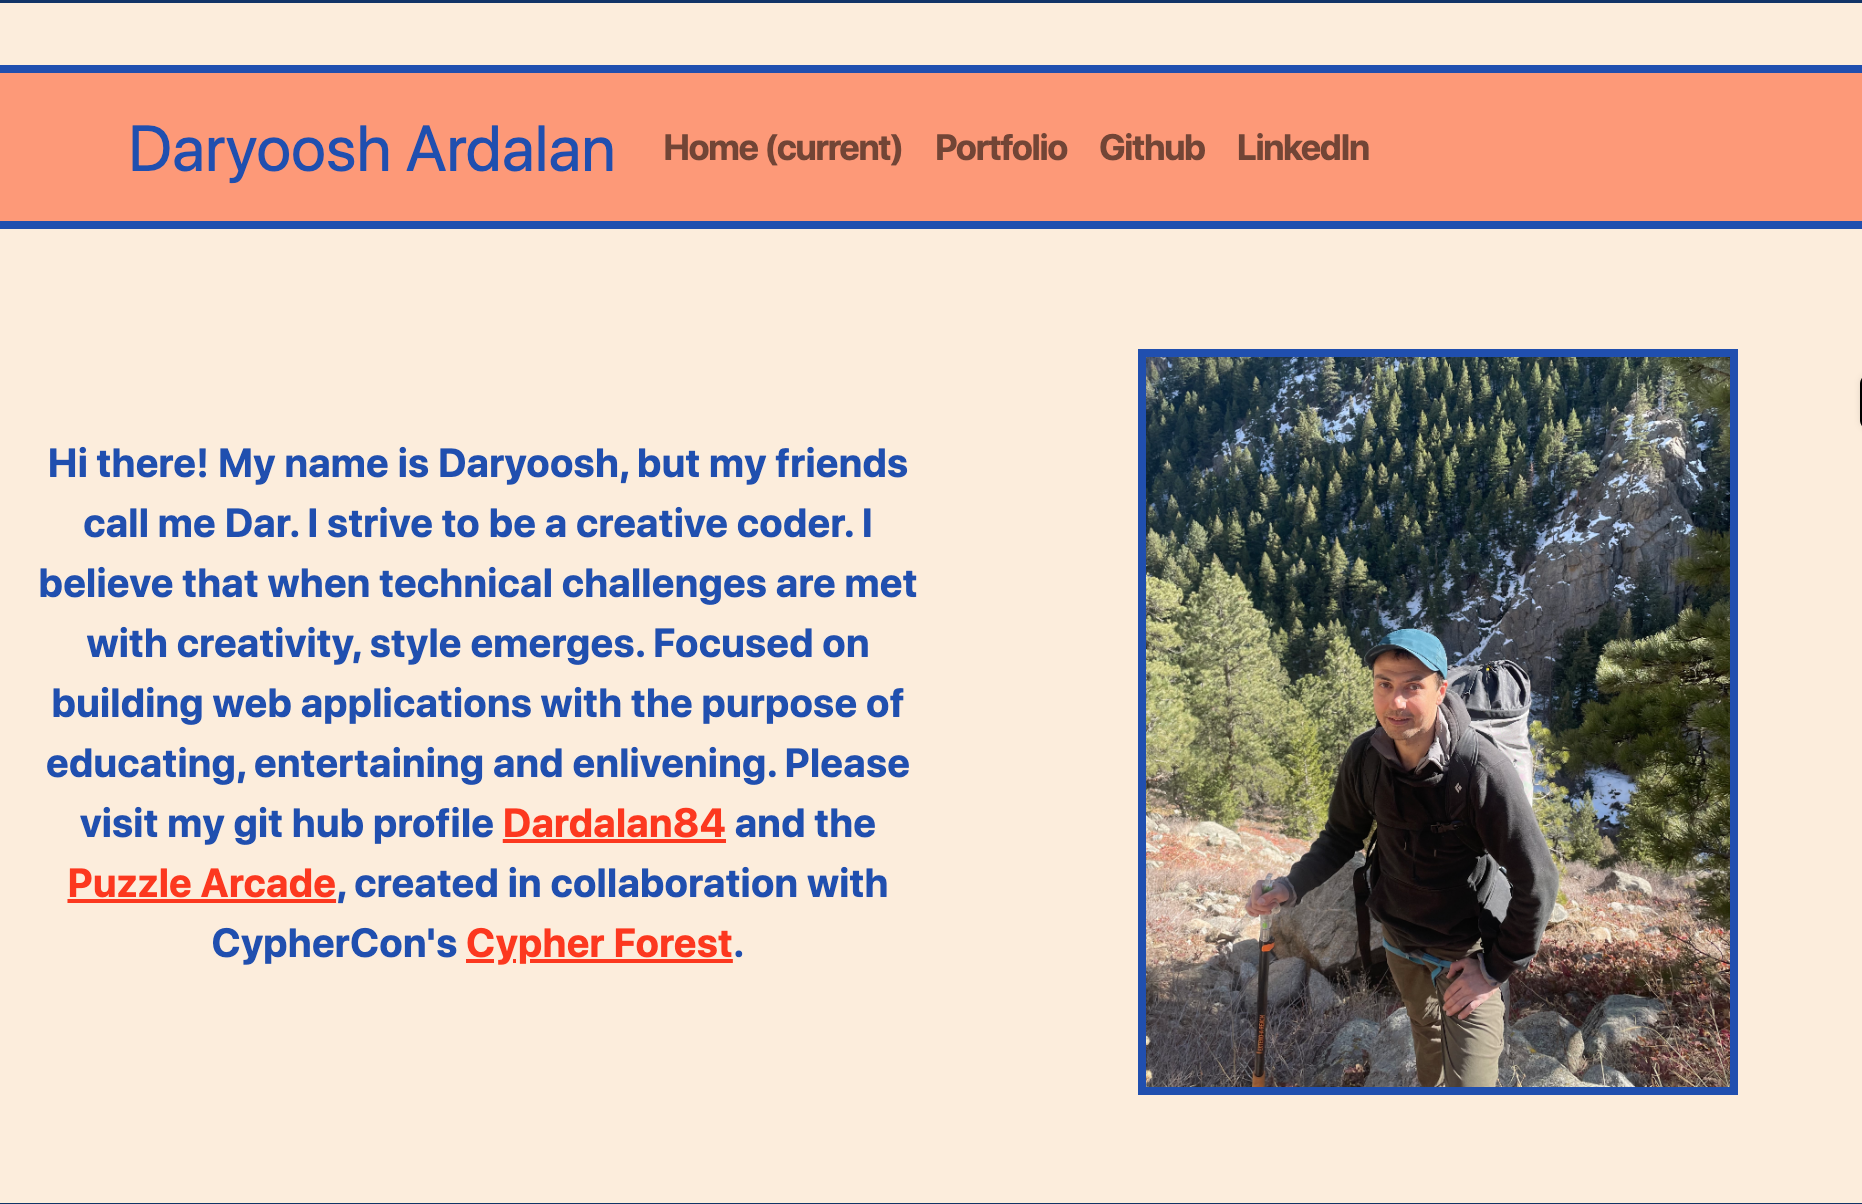 Daryoosh Ardalan Home (current) Portfolio Github LinkedIn
Hi there! My name is Daryoosh, but my friends
call me Dar. I strive to be a creative coder. I
believe that when technical challenges are met
with creativity, style emerges. Focused on
building web applications with the purpose of
educating, entertaining and enlivening. Please
visit my git hub profile Dardalan84 and the
Puzzle Arcade, created in collaboration with
CypherCon's Cypher Forest.